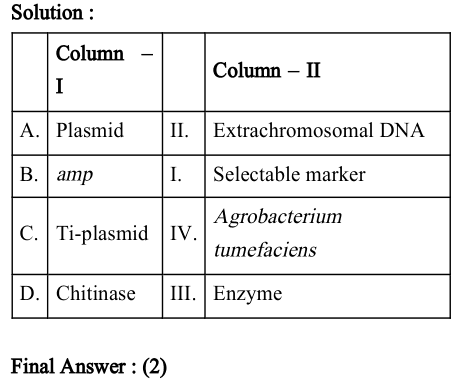 Solution :
Column – I
Column – II
A. Plasmid II. Extrachromosomal DNA
B. amp I. Selectable marker
C. Ti-plasmid IV. Agrobacterium tumefaciens
D. Chitinase III. Enzyme
Final Answer : (2)